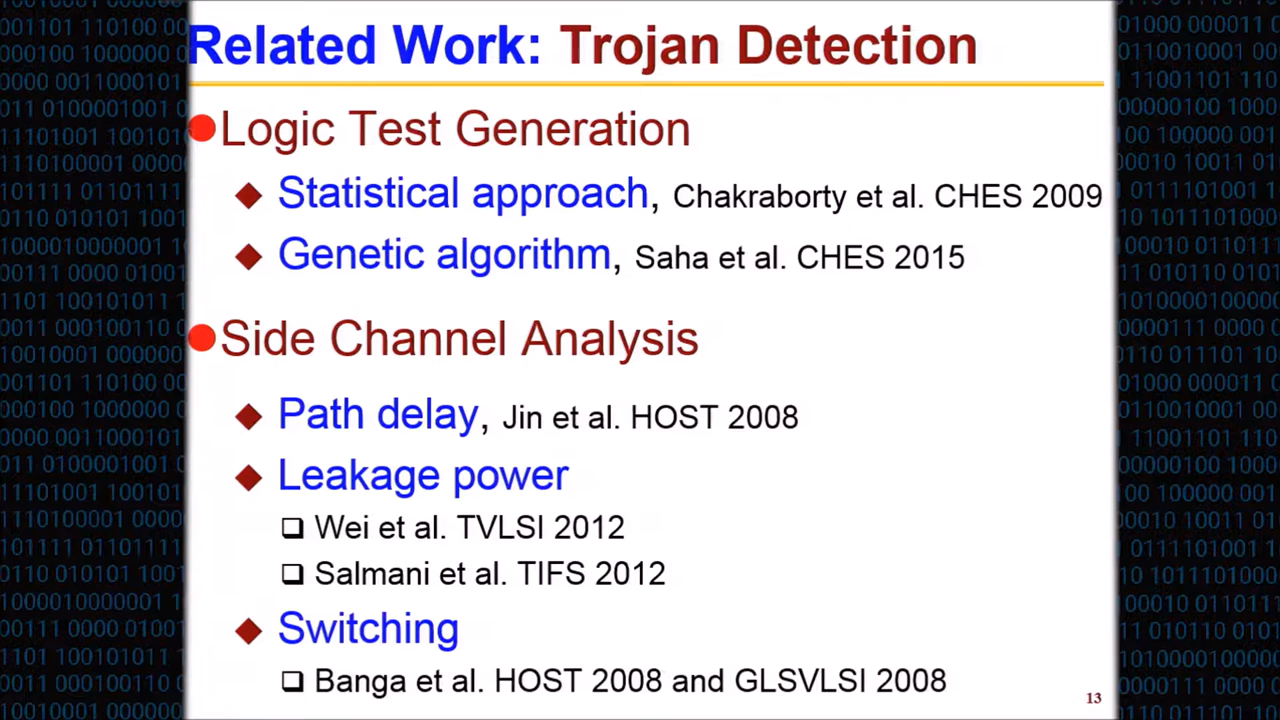 Related Work: Trojan Detection
Logic Test Generation
Statistical approach, Chakraborty et al. CHES 2009
Genetic algorithm, Saha et al. CHES 2015
Side Channel Analysis
Path delay, Jin et al. HOST 2008
Leakage power
Wei et al. TVLSI 2012
Salmani et al. TIFS 2012
Switching
Banga et al. HOST 2008 and GLSVLSI 2008
13